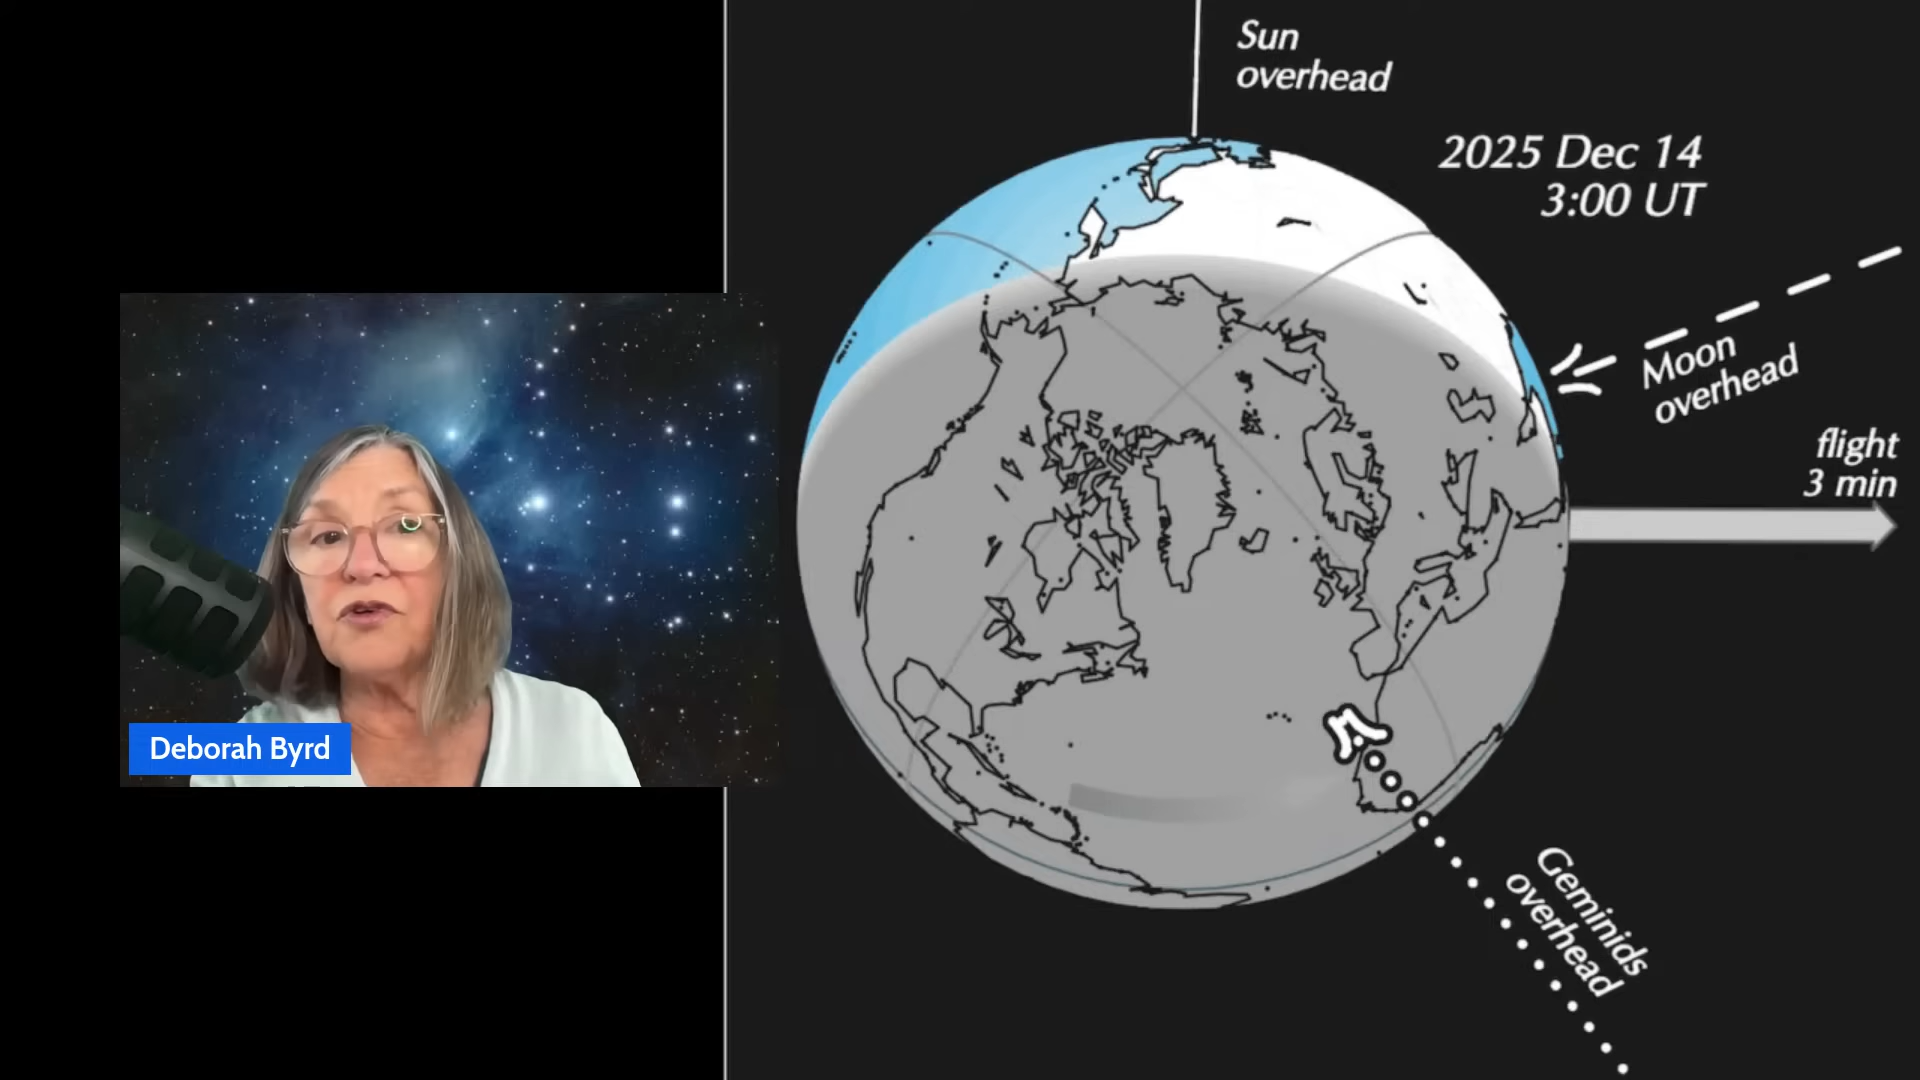 Sun
overhead
2025 Dec 14
3:00 UT
Moon
overhead
flight
3 min
Deborah Byrd
Geminids
overhead